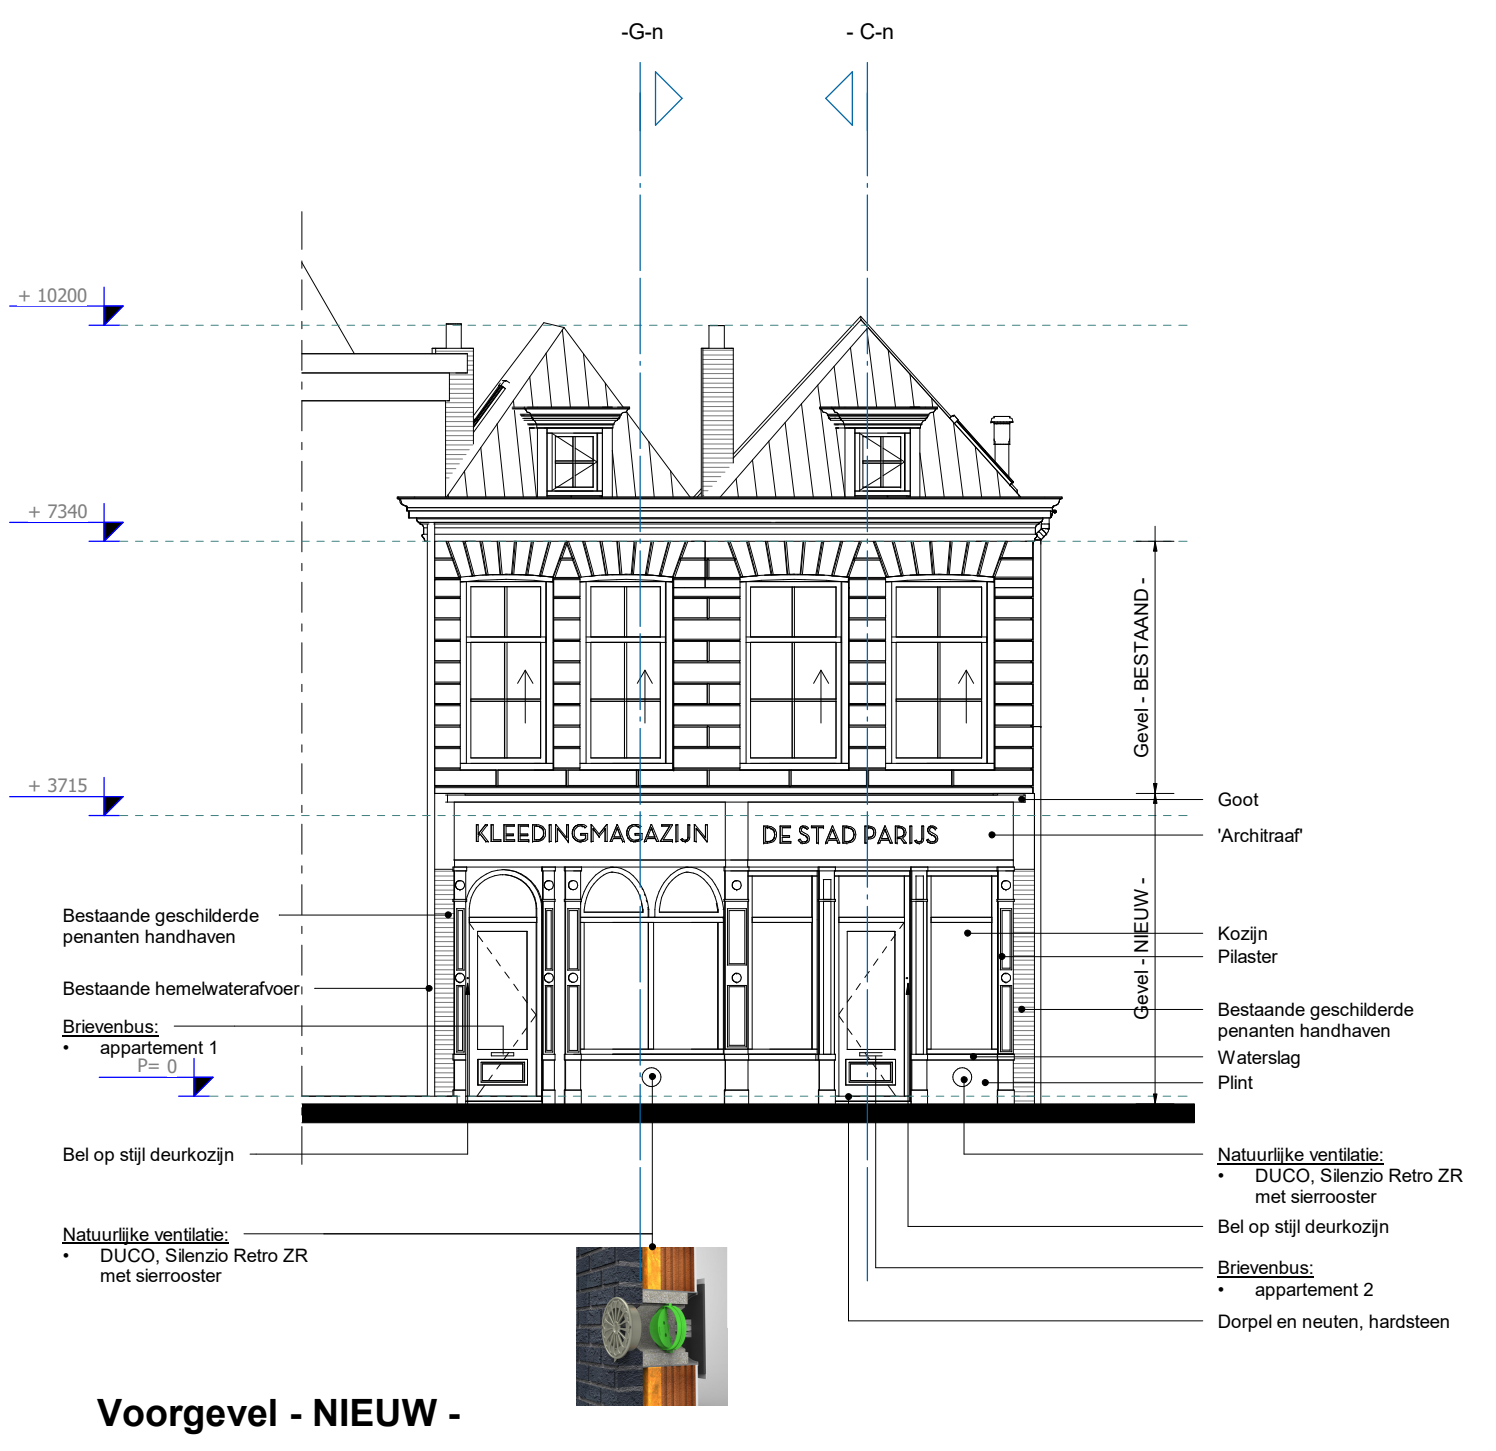 -G-n
- C-n
+ 10200
+ 7340
+ 3715
Gevel - BESTAAND -
Goot
KLEEDINGMAGAZIJN
DE STAD PARIJS
'Architraaf'
Gevel - NIEUW -
Bestaande geschilderde
penanten handhaven
Kozijn
Pilaster
Bestaande hemelwaterafvoer
Bestaande geschilderde
penanten handhaven
Brievenbus:
• appartement 1
Waterslag
P= 0
Plint
Bel op stijl deurkozijn
Natuurlijke ventilatie:
• DUCO, Silenzio Retro ZR
met sierrooster
Bel op stijl deurkozijn
Natuurlijke ventilatie:
• DUCO, Silenzio Retro ZR
met sierrooster
Brievenbus:
• appartement 2
Dorpel en neuten, hardsteen
Voorgevel - NIEUW -